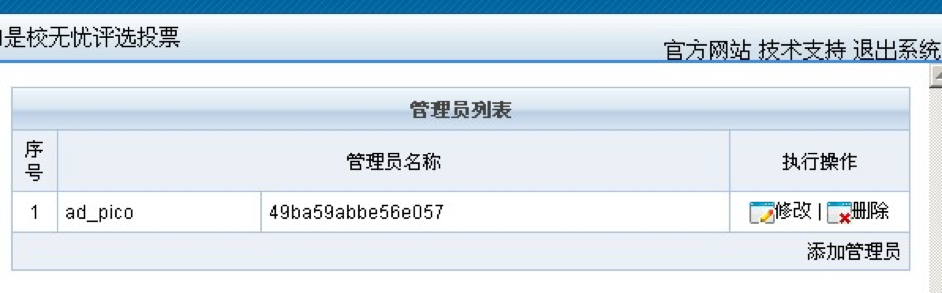 是校无忧评选投票
官方网站 技术支持 退出系统
管理员列表
序号 管理员名称 执行操作
1 ad_pico 49ba59abbe56e057 修改 | 删除
添加管理员